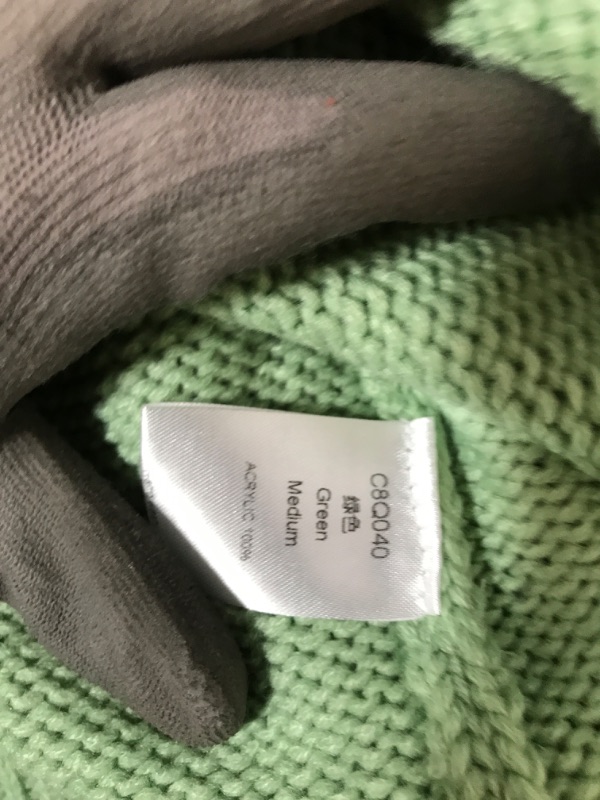 C8Q040
绿色
Green
Medium
ACRYLIC 100%